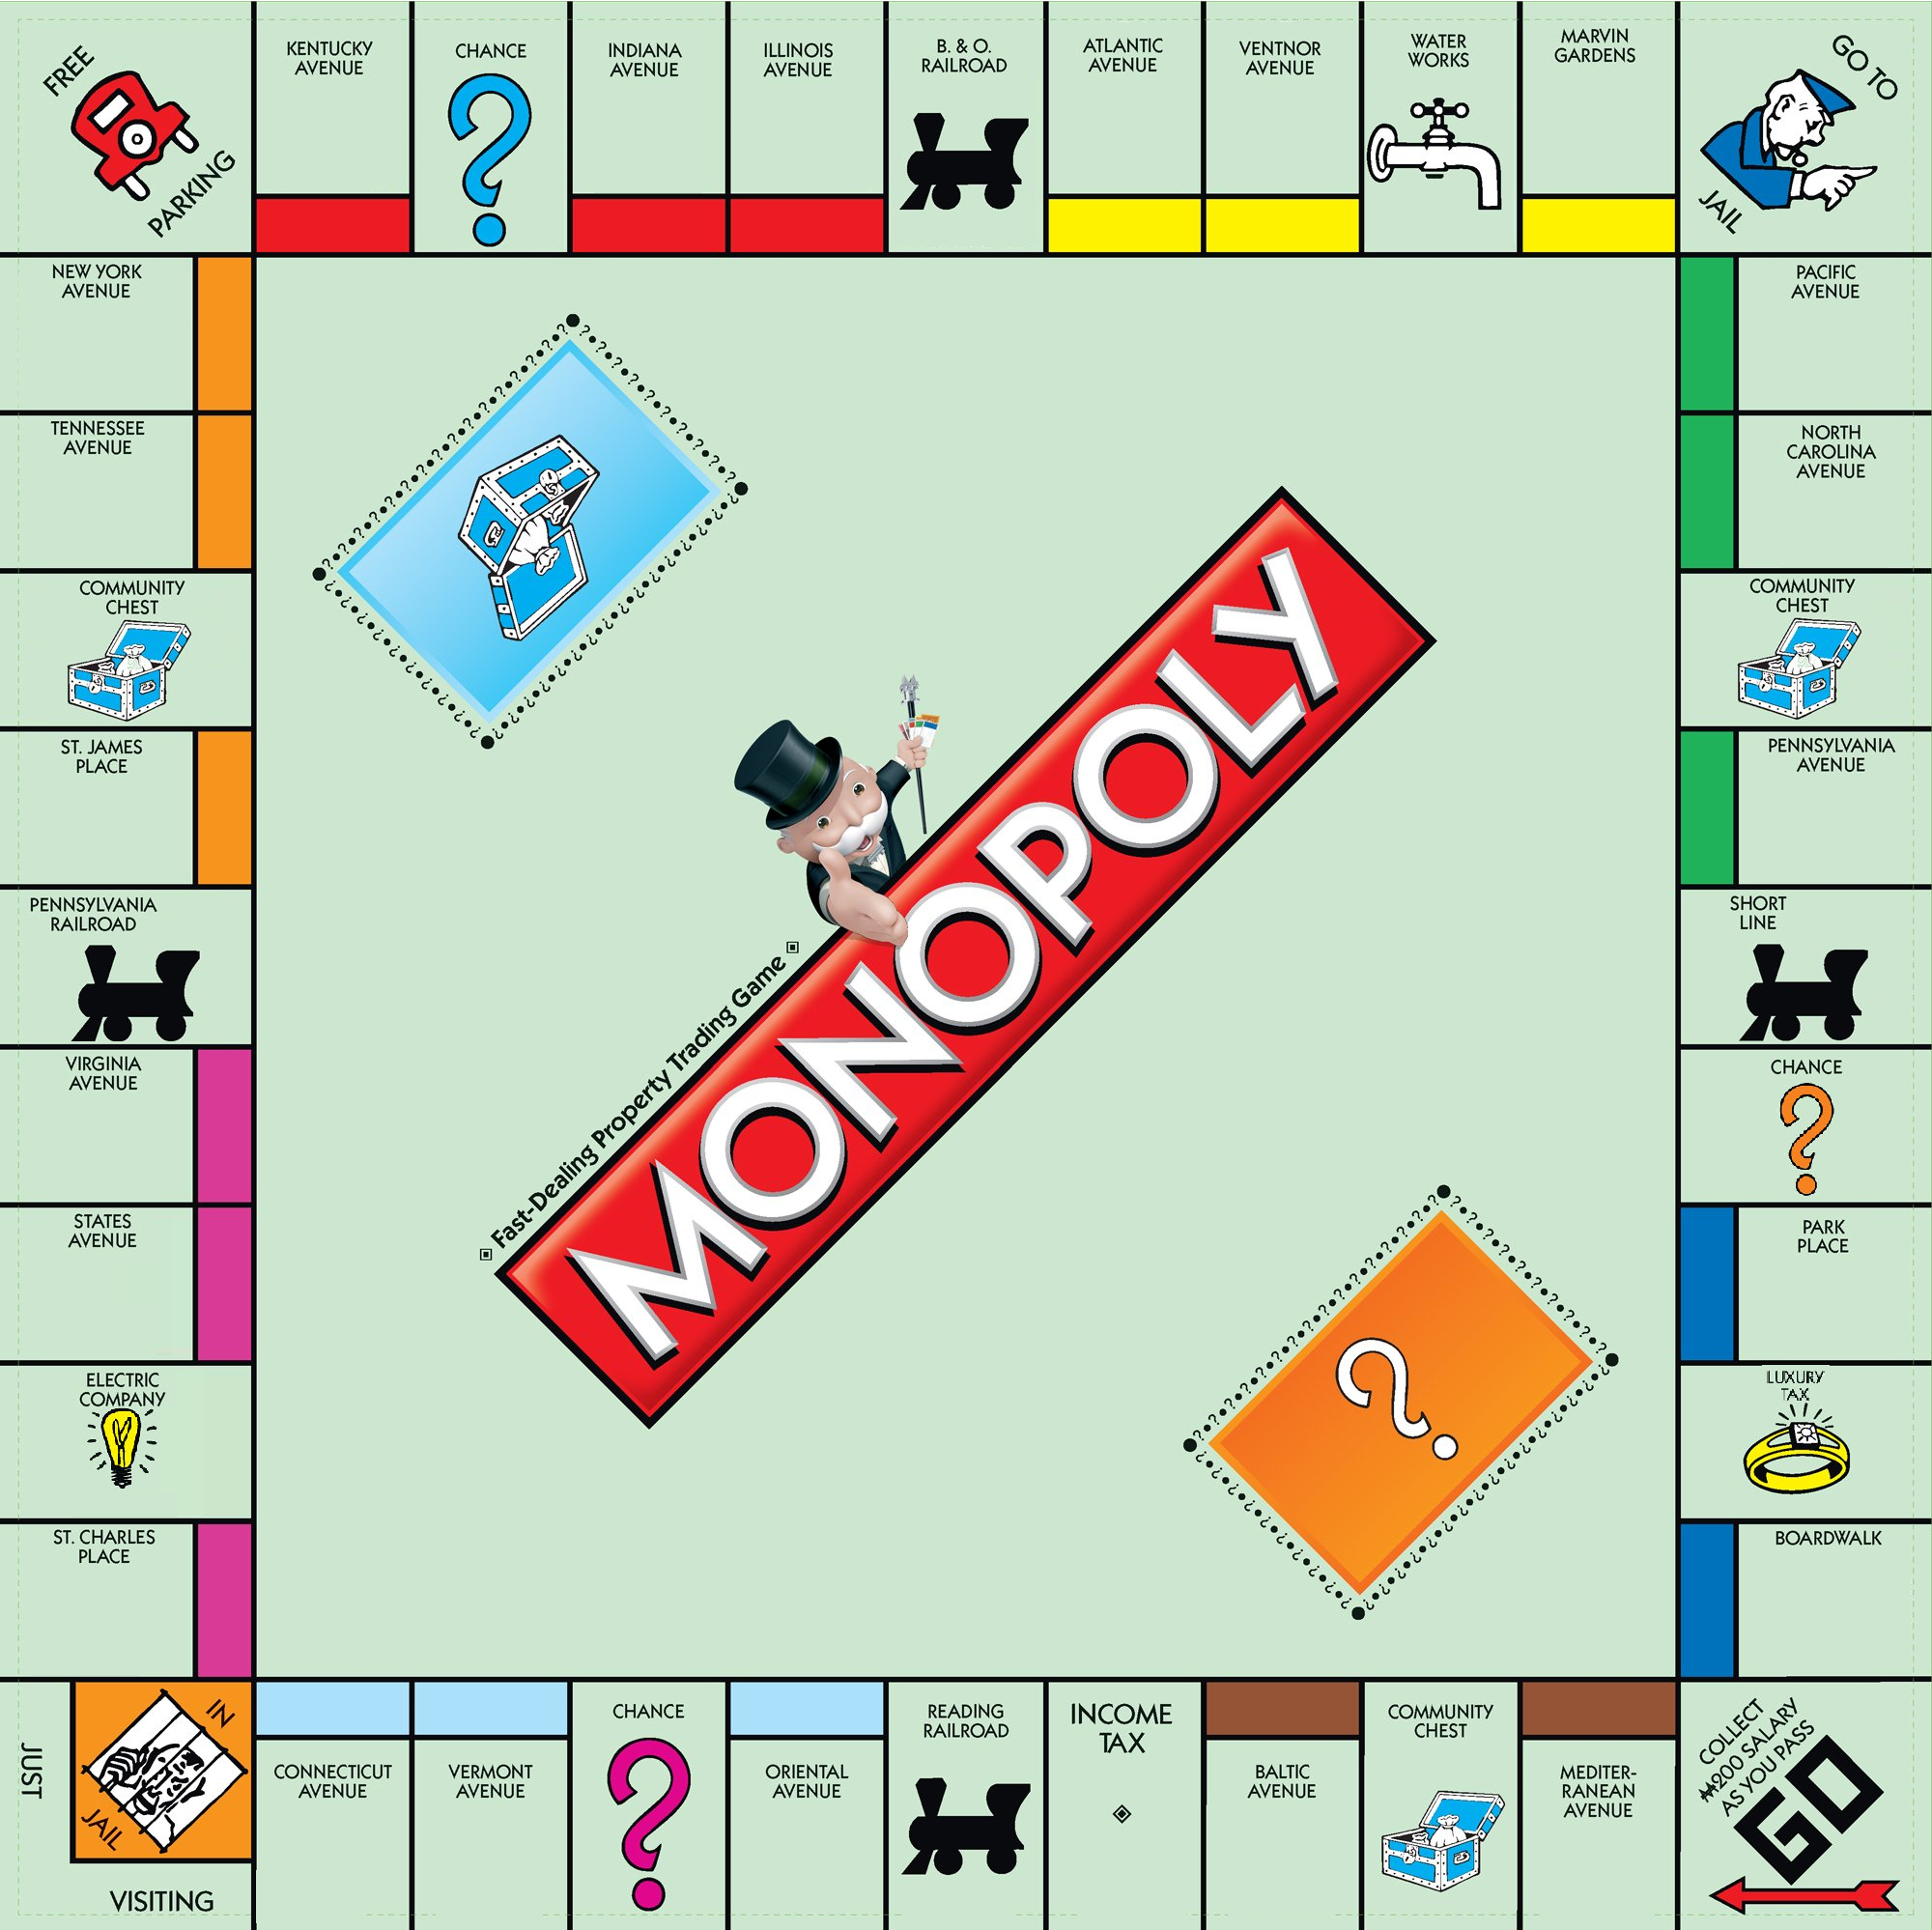 FREE
PARKING
KENTUCKY
AVENUE
CHANCE
?
INDIANA
AVENUE
ILLINOIS
AVENUE
B. & O.
RAILROAD
ATLANTIC
AVENUE
VENTNOR
AVENUE
WATER
WORKS
MARVIN
GARDENS
GO TO
JAIL
NEW YORK
AVENUE
TENNESSEE
AVENUE
COMMUNITY
CHEST
ST. JAMES
PLACE
PENNSYLVANIA
RAILROAD
VIRGINIA
AVENUE
STATES
AVENUE
ELECTRIC
COMPANY
ST. CHARLES
PLACE
Fast-Dealing Property Trading Game
MONOPOLY
?
PACIFIC
AVENUE
NORTH
CAROLINA
AVENUE
COMMUNITY
CHEST
PENNSYLVANIA
AVENUE
SHORT
LINE
CHANCE
?
PARK
PLACE
LUXURY
TAX
BOARDWALK
JUST
VISITING
IN
JAIL
CONNECTICUT
AVENUE
VERMONT
AVENUE
CHANCE
?
ORIENTAL
AVENUE
READING
RAILROAD
INCOME
TAX
BALTIC
AVENUE
COMMUNITY
CHEST
MEDITER-
RANEAN
AVENUE
COLLECT
M200 SALARY
AS YOU PASS
GO